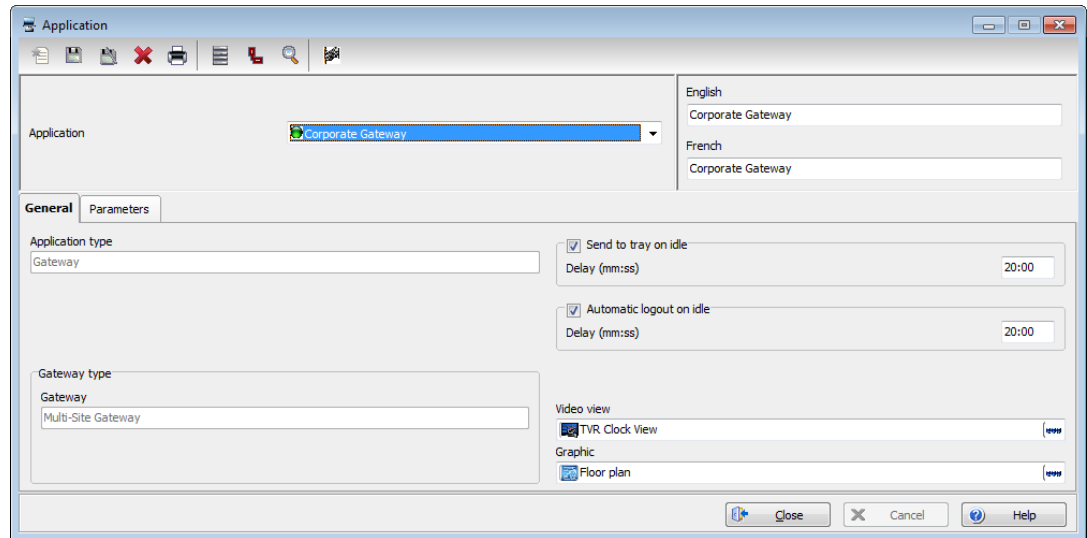 Application
English
Corporate Gateway
Application
Corporate Gateway
French
Corporate Gateway
General Parameters
Application type
Gateway
Send to tray on idle
Delay (mm:ss) 20:00
Automatic logout on idle
Delay (mm:ss) 20:00
Gateway type
Gateway
Multi-Site Gateway
Video view
TVR Clock View
Graphic
Floor plan
Close Cancel Help